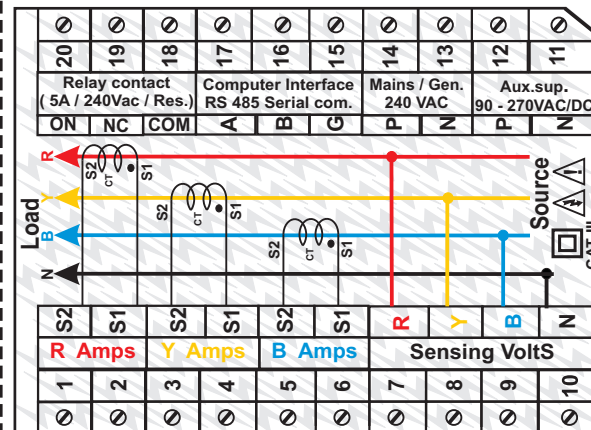 20 19 18 17 16 15 14 13 12 11
Relay contact
( 5A / 240Vac / Res.)
Computer Interface
RS 485 Serial com.
Mains / Gen.
240 VAC
Aux.sup.
90 - 270VAC/DC
ON NC COM A B G P N P N
Load
R
Y
B
N
S2 CT S1
S2 CT S1
S2 CT S1
Source
CAT III
S2 S1 S2 S1 S2 S1 R Y B N
R Amps Y Amps B Amps Sensing VoltS
1 2 3 4 5 6 7 8 9 10